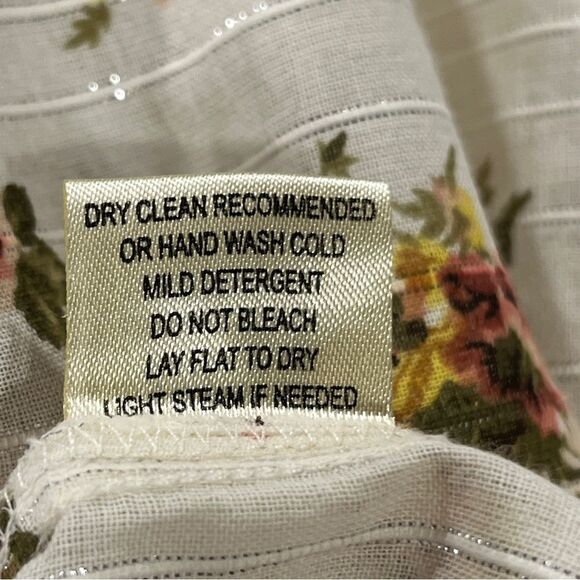 DRY CLEAN RECOMMENDED
OR HAND WASH COLD
MILD DETERGENT
DO NOT BLEACH
LAY FLAT TO DRY
LIGHT STEAM IF NEEDED